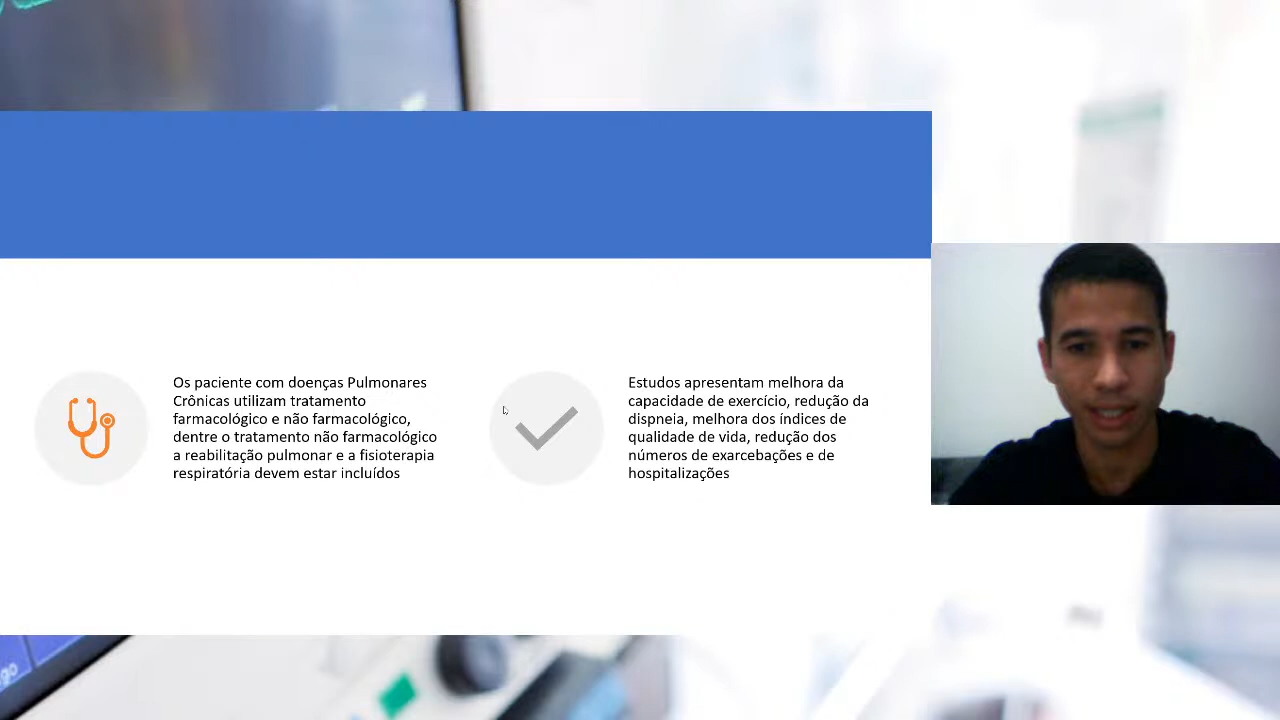 Os paciente com doenças Pulmonares
Crônicas utilizam tratamento
farmacológico e não farmacológico,
dentre o tratamento não farmacológico
a reabilitação pulmonar e a fisioterapia
respiratória devem estar incluídos
Estudos apresentam melhora da
capacidade de exercício, redução da
dispneia, melhora dos índices de
qualidade de vida, redução dos
números de exarcebações e de
hospitalizações